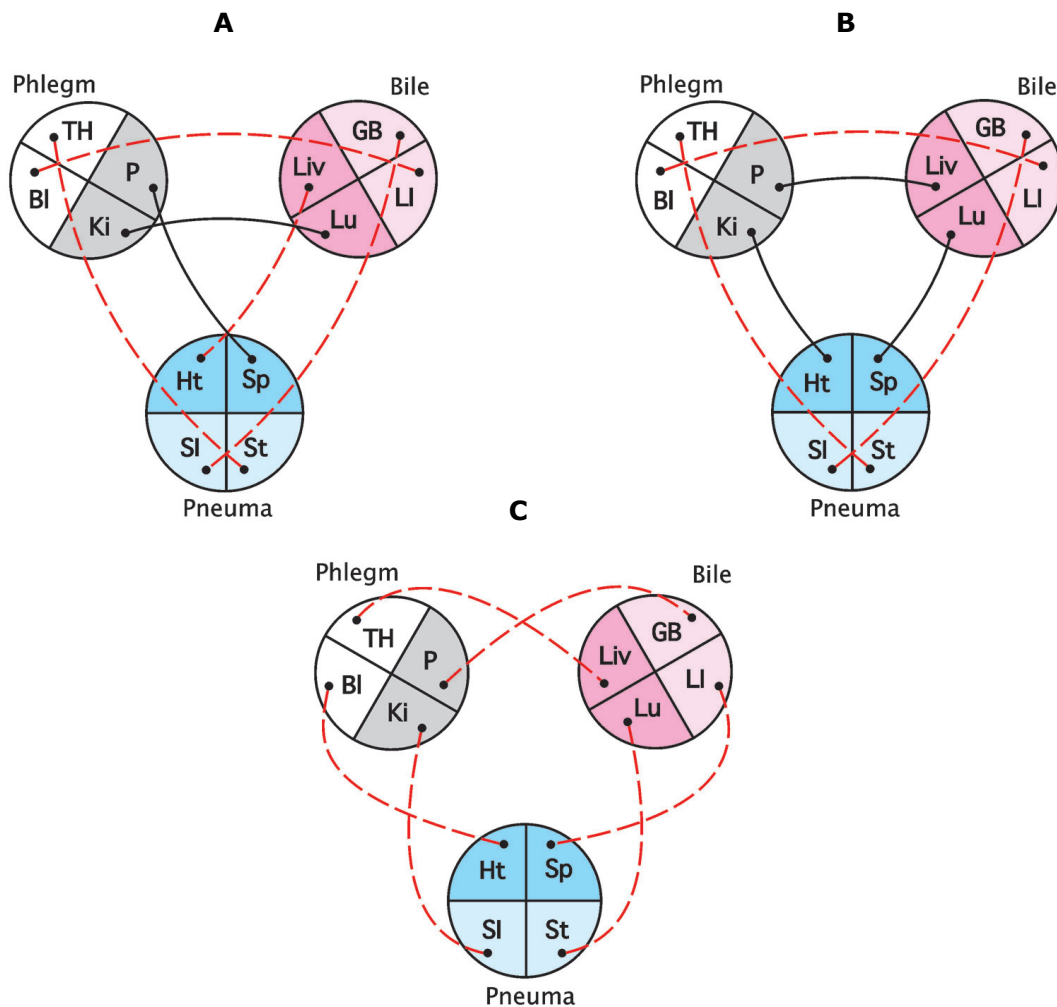 A
Phlegm
Bile
TH
Bl
P
Ki
GB
Liv
LI
Lu
Ht
Sp
SI
St
Pneuma
B
Phlegm
Bile
TH
Bl
P
Ki
GB
Liv
LI
Lu
Ht
Sp
SI
St
Pneuma
C
Phlegm
Bile
TH
Bl
P
Ki
GB
Liv
LI
Lu
Ht
Sp
SI
St
Pneuma